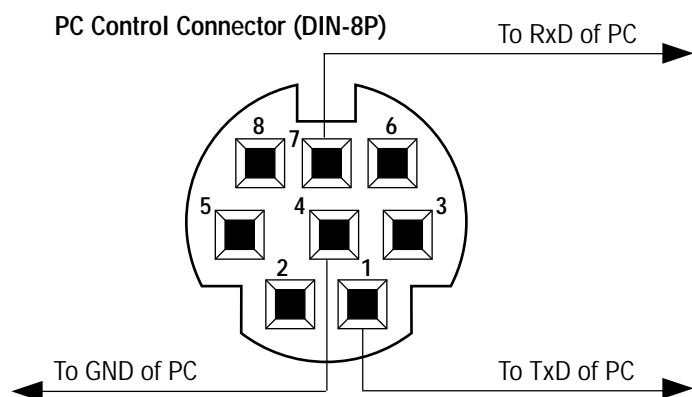 PC Control Connector (DIN-8P)
To RxD of PC
8 7 6
5 4 3
2 1
To GND of PC
To TxD of PC